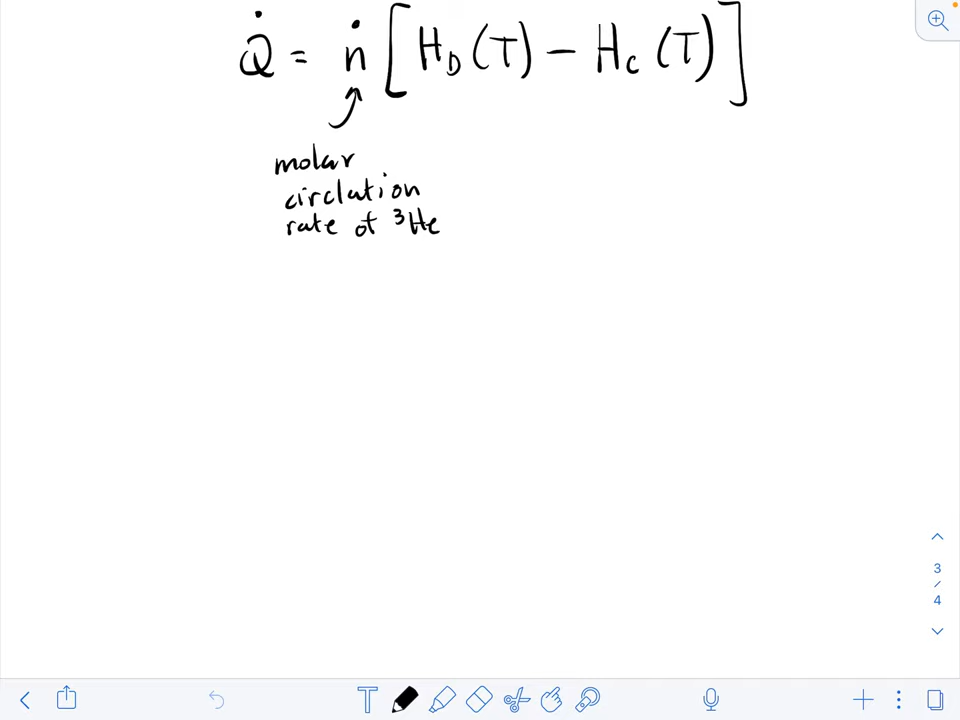 Q̇ = ṅ [ H_D (T) − H_C (T) ]
molar
circlation
rate of ³He
3
/
4
T